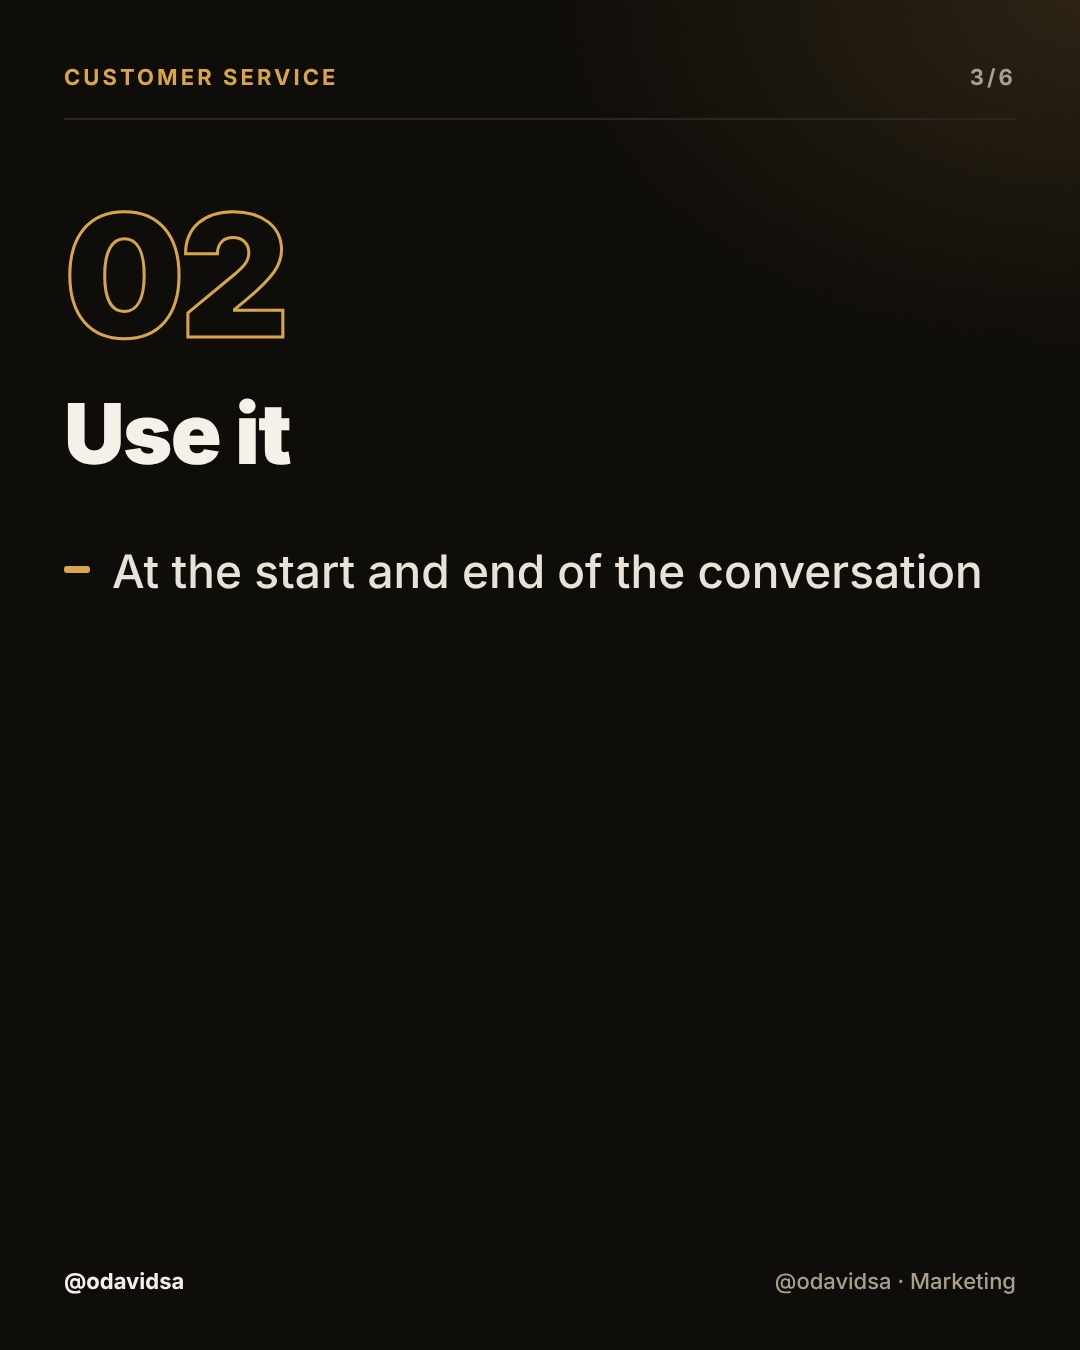 CUSTOMER SERVICE
3/6
02
Use it
At the start and end of the conversation
@odavidsa
@odavidsa · Marketing